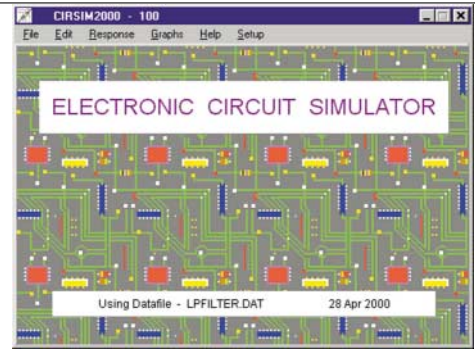 CIRSIM2000 - 100
File Edit Response Graphs Help Setup
ELECTRONIC CIRCUIT SIMULATOR
Using Datafile - LPFILTER.DAT 28 Apr 2000